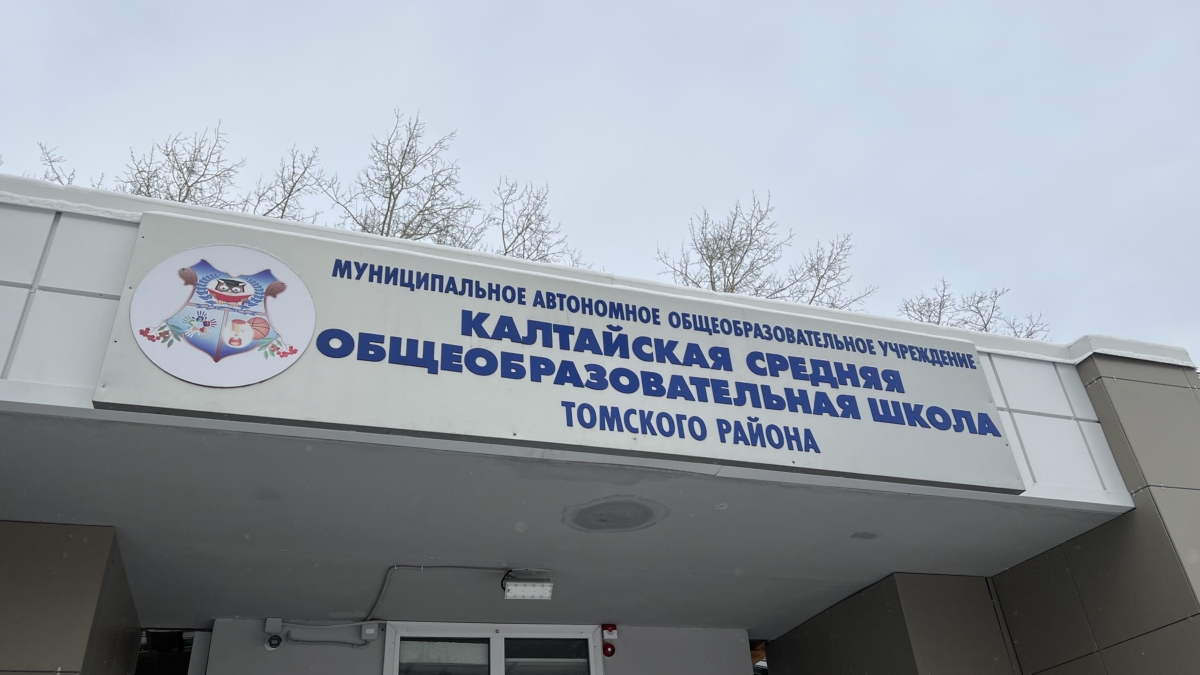 МУНИЦИПАЛЬНОЕ АВТОНОМНОЕ ОБЩЕОБРАЗОВАТЕЛЬНОЕ УЧРЕЖДЕНИЕ
КАЛТАЙСКАЯ СРЕДНЯЯ
ОБЩЕОБРАЗОВАТЕЛЬНАЯ ШКОЛА
ТОМСКОГО РАЙОНА